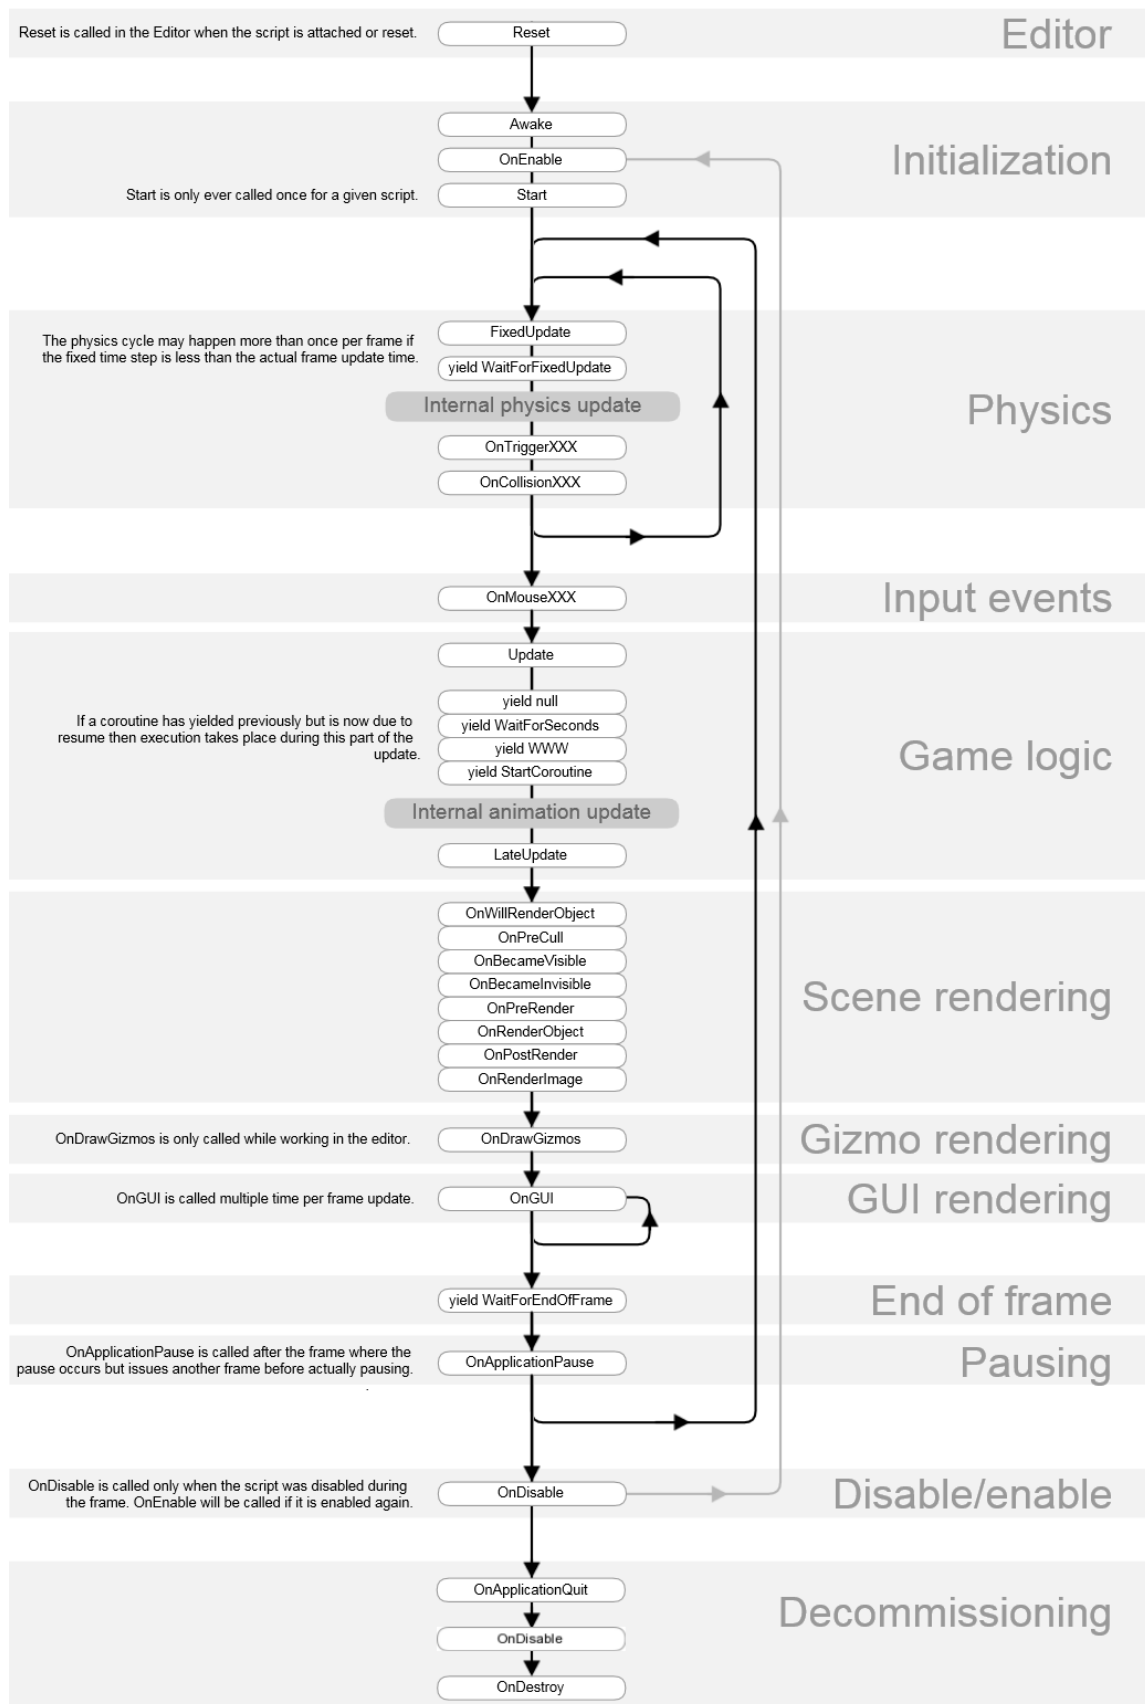 Reset is called in the Editor when the script is attached or reset.
Reset
Editor
Awake
OnEnable
Initialization
Start is only ever called once for a given script.
Start
FixedUpdate
The physics cycle may happen more than once per frame if
the fixed time step is less than the actual frame update time.
yield WaitForFixedUpdate
Internal physics update
Physics
OnTriggerXXX
OnCollisionXXX
OnMouseXXX
Input events
Update
yield null
If a coroutine has yielded previously but is now due to
resume then execution takes place during this part of the
update.
yield WaitForSeconds
yield WWW
yield StartCoroutine
Game logic
Internal animation update
LateUpdate
OnWillRenderObject
OnPreCull
OnBecameVisible
OnBecameInvisible
OnPreRender
OnRenderObject
OnPostRender
OnRenderImage
Scene rendering
OnDrawGizmos is only called while working in the editor.
OnDrawGizmos
Gizmo rendering
OnGUI is called multiple time per frame update.
OnGUI
GUI rendering
yield WaitForEndOfFrame
End of frame
OnApplicationPause is called after the frame where the
pause occurs but issues another frame before actually pausing.
.
OnApplicationPause
Pausing
OnDisable is called only when the script was disabled during
the frame. OnEnable will be called if it is enabled again.
OnDisable
Disable/enable
OnApplicationQuit
Decommissioning
OnDisable
OnDestroy